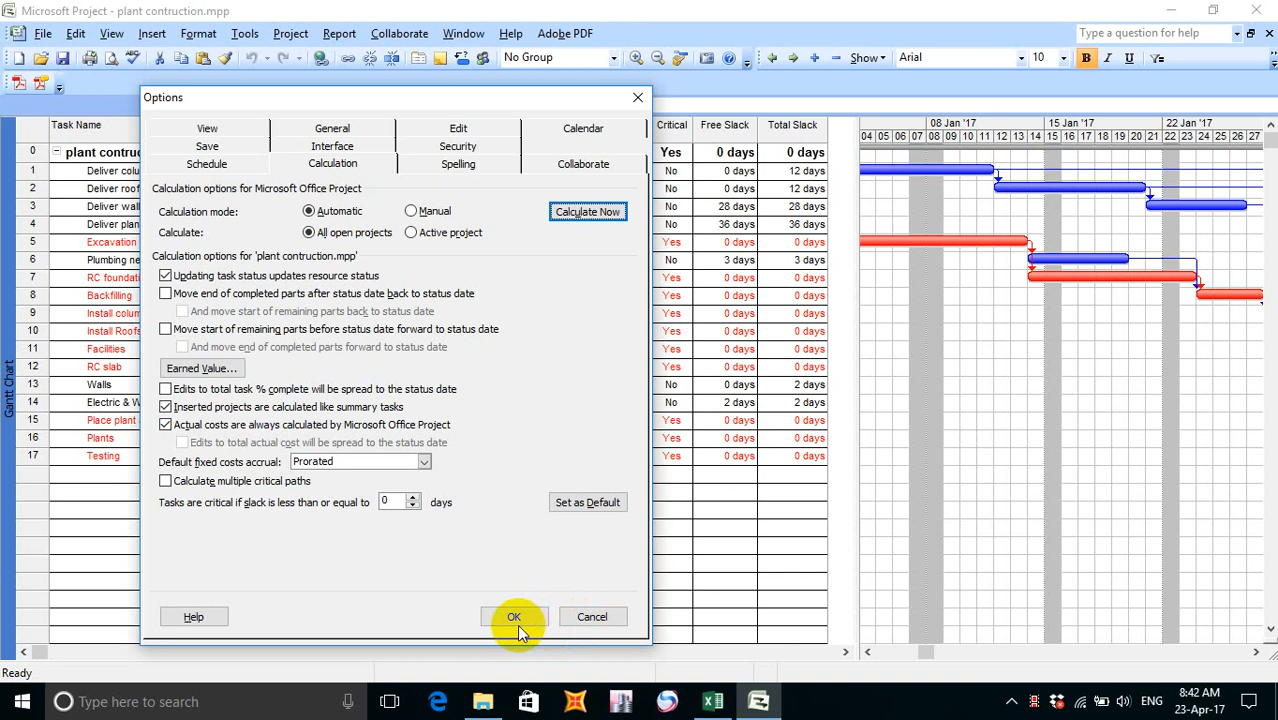 Microsoft Project - plant contruction.mpp
File Edit View Insert Format Tools Project Report Collaborate Window Help Adobe PDF Type a question for help
No Group Show Arial 10 B I U
Options
View General Edit Calendar
Save Interface Security
Schedule Calculation Spelling Collaborate
Calculation options for Microsoft Office Project
Calculation mode: Automatic Manual Calculate Now
Calculate: All open projects Active project
Calculation options for 'plant contruction.mpp'
Updating task status updates resource status
Move end of completed parts after status date back to status date
And move start of remaining parts back to status date
Move start of remaining parts before status date forward to status date
And move end of completed parts forward to status date
Earned Value...
Edits to total task % complete will be spread to the status date
Inserted projects are calculated like summary tasks
Actual costs are always calculated by Microsoft Office Project
Edits to total actual cost will be spread to the status date
Default fixed costs accrual: Prorated
Calculate multiple critical paths
Tasks are critical if slack is less than or equal to 0 days Set as Default
Help OK Cancel
Task Name Critical Free Slack Total Slack
0 plant construc Yes 0 days 0 days
1 Deliver colu No 0 days 12 days
2 Deliver roof No 0 days 12 days
3 Deliver wall No 28 days 28 days
4 Deliver plan No 36 days 36 days
5 Excavation Yes 0 days 0 days
6 Plumbing ne No 3 days 3 days
7 RC foundati Yes 0 days 0 days
8 Backfilling Yes 0 days 0 days
9 Install colum Yes 0 days 0 days
10 Install Roofs Yes 0 days 0 days
11 Facilities Yes 0 days 0 days
12 RC slab Yes 0 days 0 days
13 Walls No 0 days 2 days
14 Electric & W No 2 days 2 days
15 Place plant Yes 0 days 0 days
16 Plants Yes 0 days 0 days
17 Testing Yes 0 days 0 days
08 Jan '17 15 Jan '17 22 Jan '17
04 05 06 07 08 09 10 11 12 13 14 15 16 17 18 19 20 21 22 23 24 25 26 27
Gantt Chart
Ready
Type here to search
ENG
8:42 AM
23-Apr-17